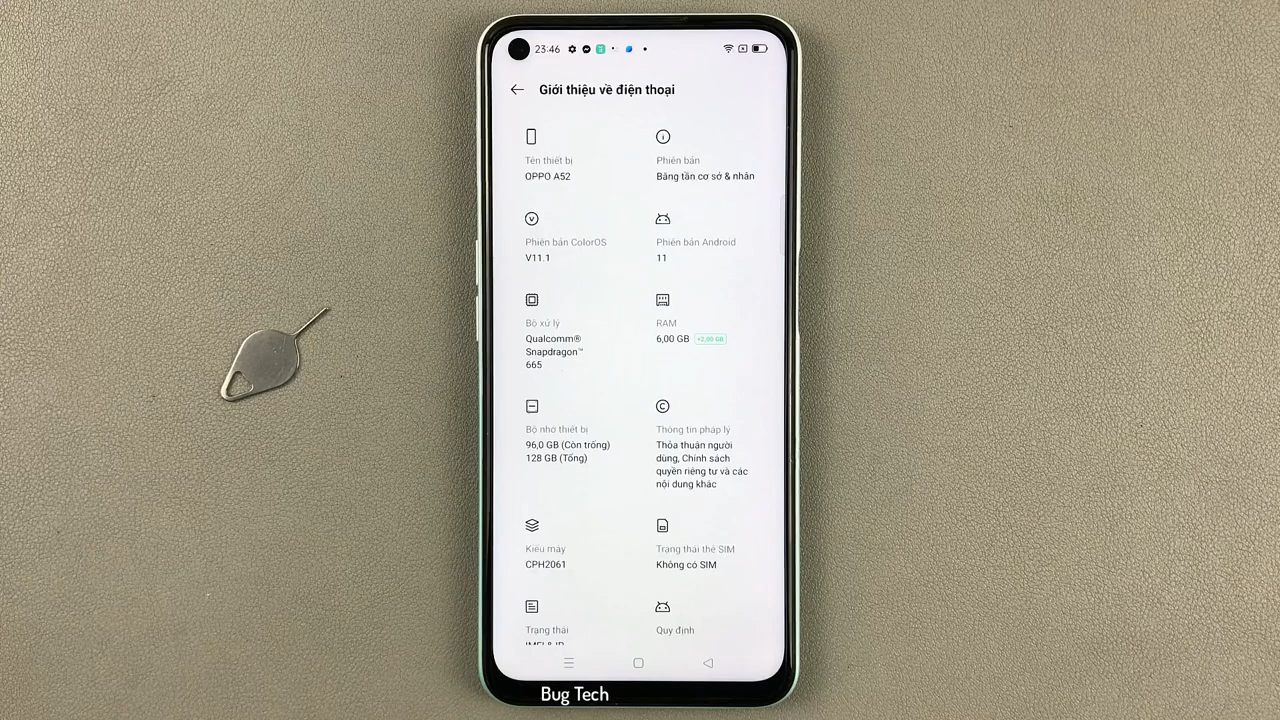 23:46
Giới thiệu về điện thoại
Tên thiết bị
OPPO A52
Phiên bản
Băng tần cơ sở & nhân
Phiên bản ColorOS
V11.1
Phiên bản Android
11
Bộ xử lý
Qualcomm®
Snapdragon™
665
RAM
6,00 GB +2,00 GB
Bộ nhớ thiết bị
96,0 GB (Còn trống)
128 GB (Tổng)
Thông tin pháp lý
Thỏa thuận người
dùng, Chính sách
quyền riêng tư và các
nội dung khác
Kiểu máy
CPH2061
Trạng thái thẻ SIM
Không có SIM
Trạng thái
Quy định
Bug Tech